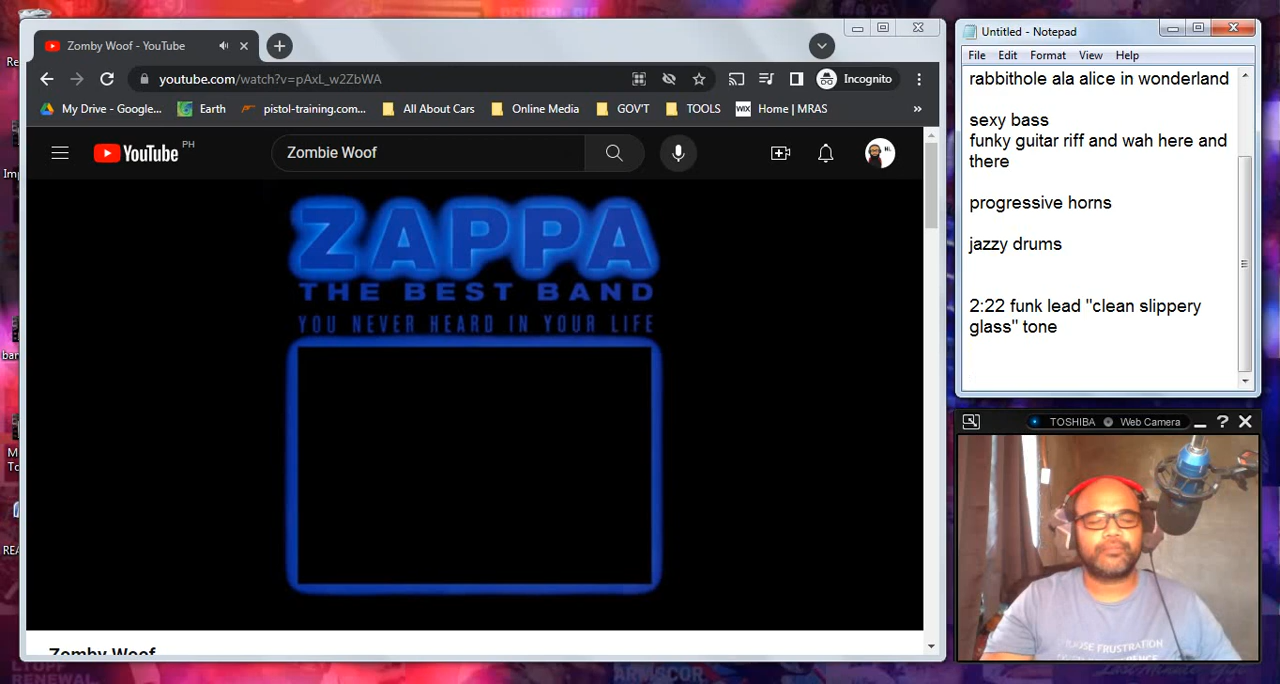 Zomby Woof - YouTube
youtube.com/watch?v=pAxL_w2ZbWA
Incognito
My Drive - Google...
Earth
pistol-training.com...
All About Cars
Online Media
GOV'T
TOOLS
WIX
Home | MRAS
»
YouTube PH
Zombie Woof
Hi
ZAPPA
THE BEST BAND
YOU NEVER HEARD IN YOUR LIFE
Zomby Woof
Untitled - Notepad
File Edit Format View Help
rabbithole ala alice in wonderland
sexy bass
funky guitar riff and wah here and
there
progressive horns
jazzy drums
2:22 funk lead "clean slippery
glass" tone
TOSHIBA Web Camera
RENEWAL
ARMSCOR